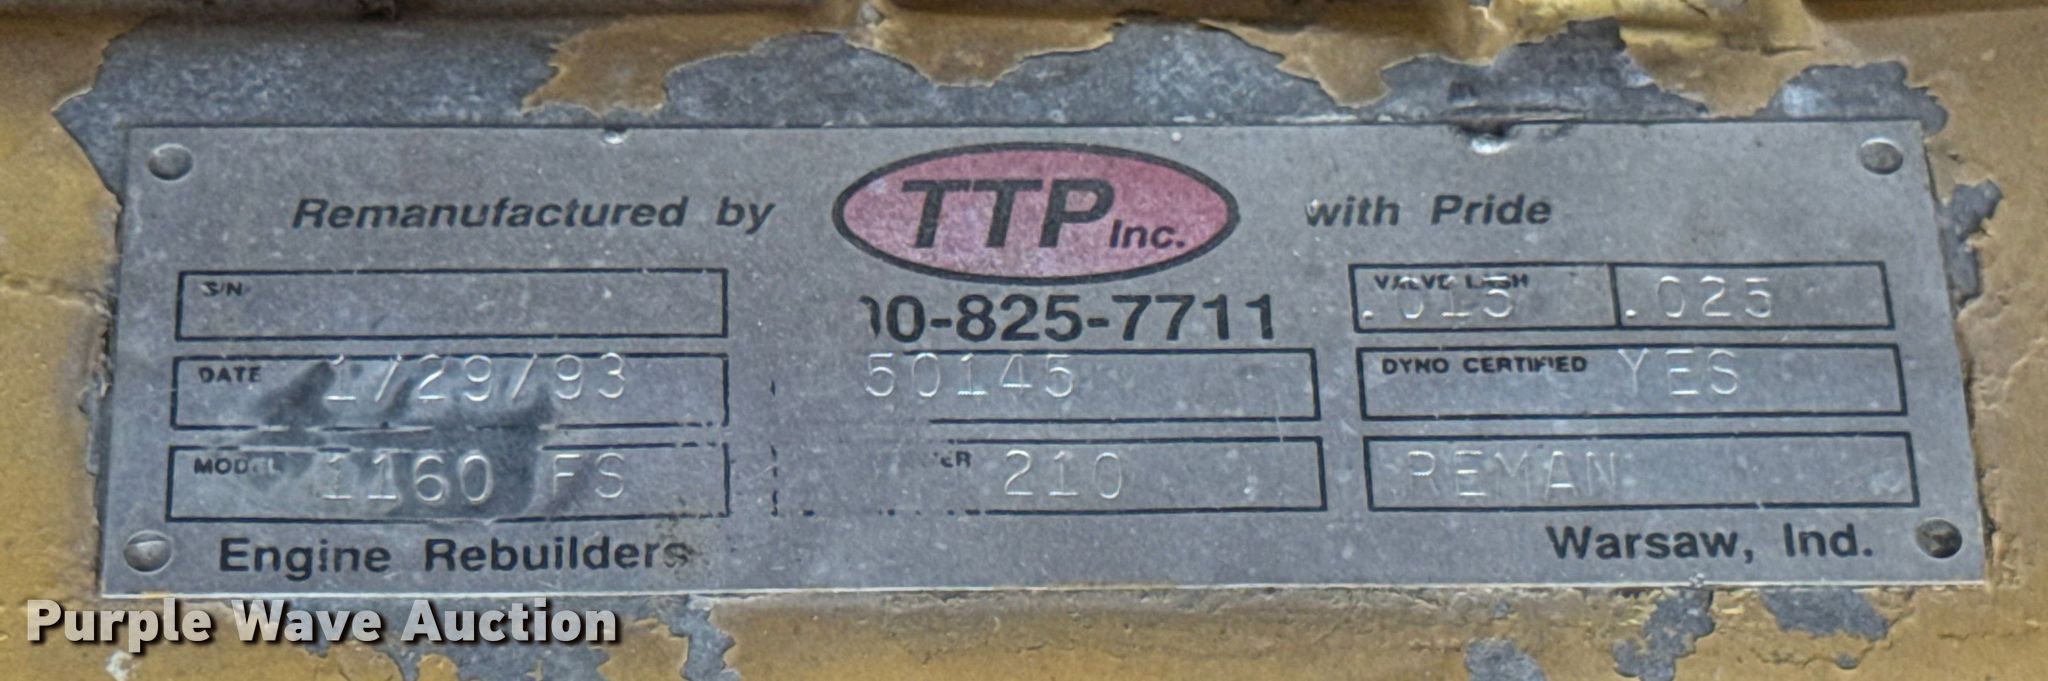 Remanufactured by TTP Inc. with Pride
S/N
00-825-7711
VALVE LASH .015 .025
DATE 1/29/93
50145
DYNO CERTIFIED YES
MODEL 1160 FS
210
REMAN
Engine Rebuilders
Warsaw, Ind.
Purple Wave Auction